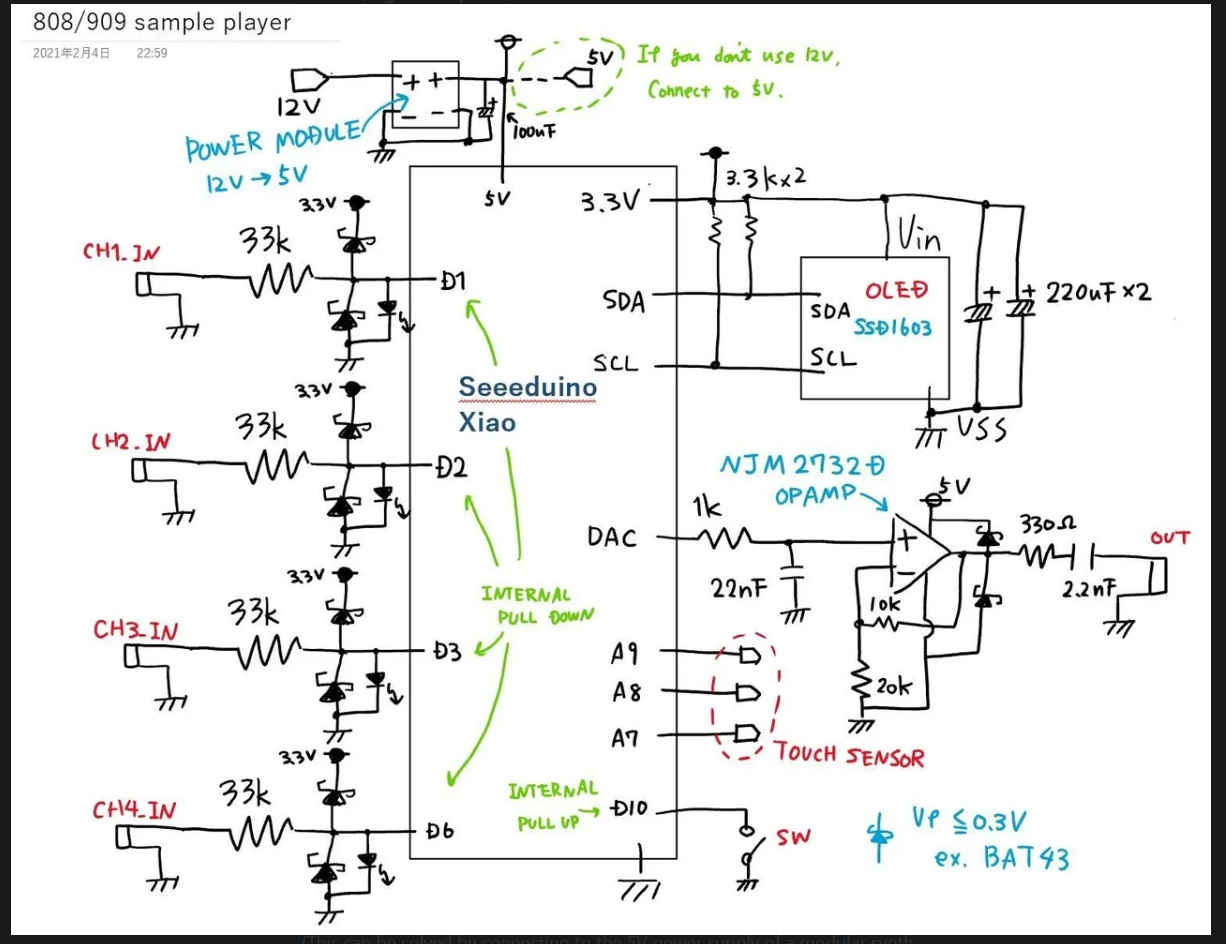 808/909 sample player
2021年2月4日 22:59
12V
+ +
- -
5V
If you don't use 12V,
Connect to 5V.
+
100uF
POWER MODULE
12V → 5V
5V
3.3V
3.3k×2
Vin
SDA
SCL
OLED
SDA
SSD1603
SCL
+ +
220uF×2
VSS
3.3V
33k
CH1_IN
D1
Seeeduino
Xiao
3.3V
33k
CH2_IN
D2
3.3V
33k
CH3_IN
D3
3.3V
33k
CH4_IN
D6
INTERNAL
PULL DOWN
NJM2732D
OPAMP
5V
DAC
1k
22nF
+
-
10k
20k
330Ω
2.2nF
OUT
A9
A8
A7
TOUCH SENSOR
INTERNAL
PULL UP → D10
SW
VF ≦ 0.3V
ex. BAT43